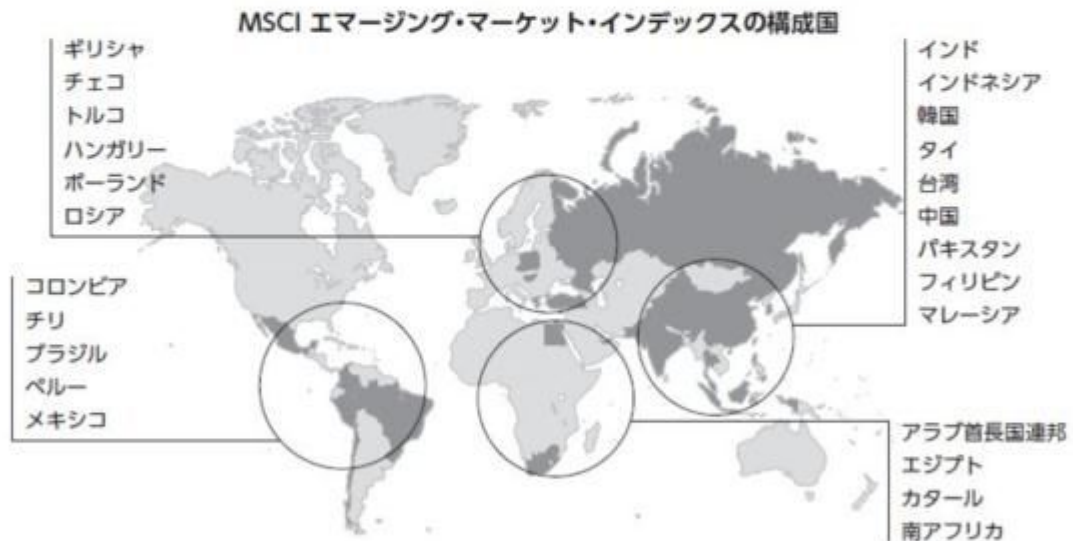 MSCI エマージング・マーケット・インデックスの構成国
ギリシャ
チェコ
トルコ
ハンガリー
ポーランド
ロシア
コロンビア
チリ
ブラジル
ペルー
メキシコ
インド
インドネシア
韓国
タイ
台湾
中国
パキスタン
フィリピン
マレーシア
アラブ首長国連邦
エジプト
カタール
南アフリカ